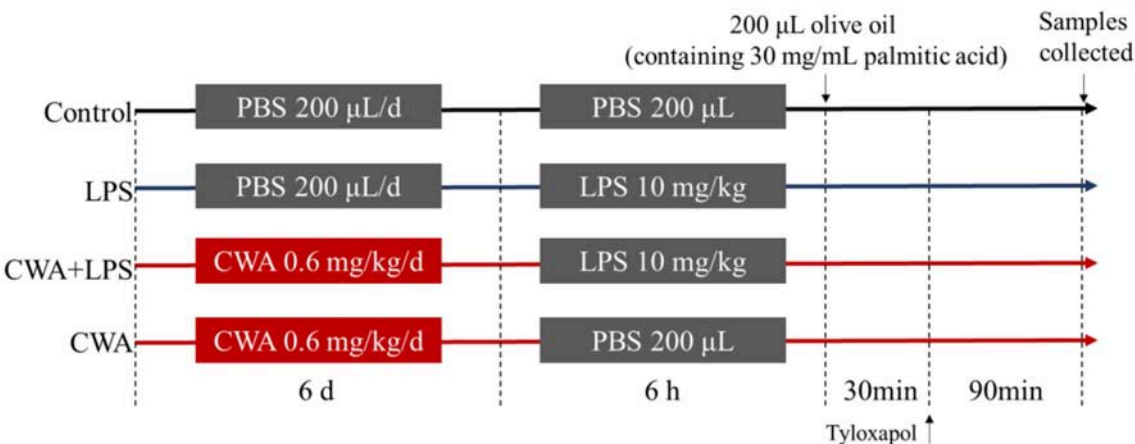 200 μL olive oil
(containing 30 mg/mL palmitic acid)
Samples
collected
Control PBS 200 μL/d PBS 200 μL
LPS PBS 200 μL/d LPS 10 mg/kg
CWA+LPS CWA 0.6 mg/kg/d LPS 10 mg/kg
CWA CWA 0.6 mg/kg/d PBS 200 μL
6 d 6 h 30min 90min
Tyloxapol